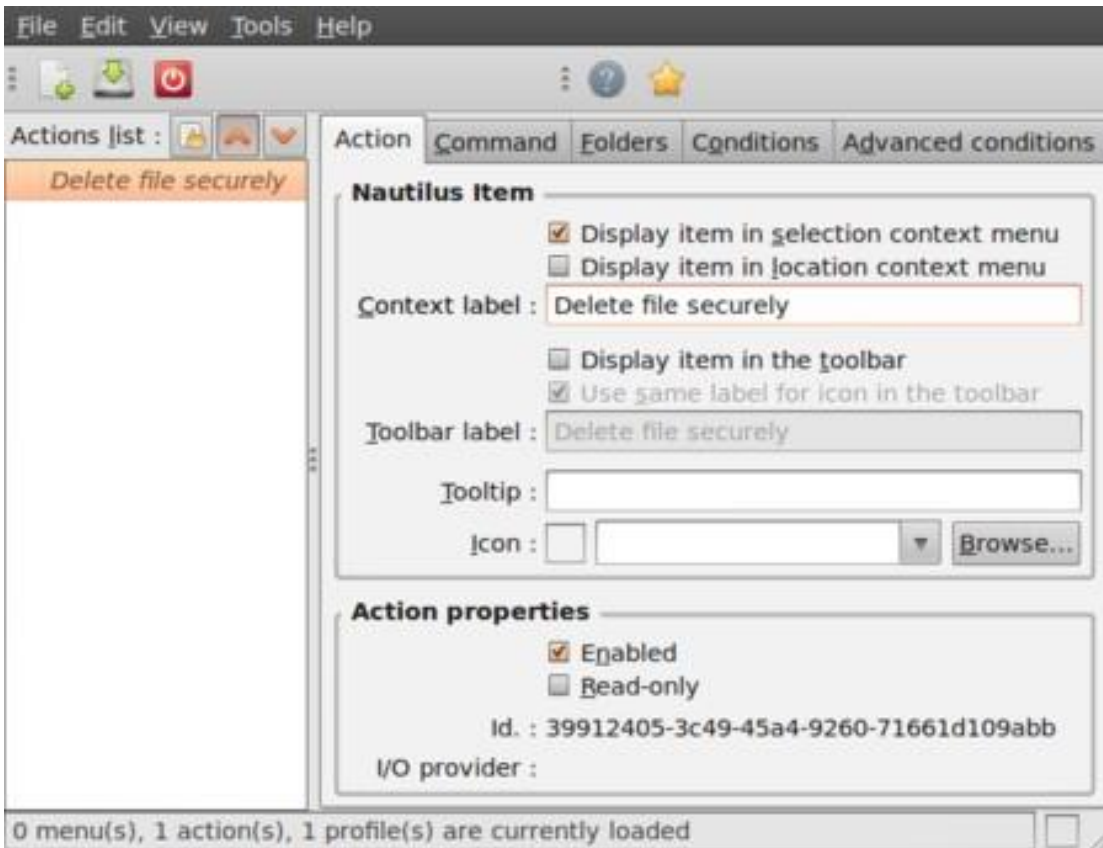 File Edit View Tools Help
Actions list :
Delete file securely
Action Command Folders Conditions Advanced conditions
Nautilus Item
Display item in selection context menu
Display item in location context menu
Context label : Delete file securely
Display item in the toolbar
Use same label for icon in the toolbar
Toolbar label : Delete file securely
Tooltip :
Icon : Browse...
Action properties
Enabled
Read-only
Id. : 39912405-3c49-45a4-9260-71661d109abb
I/O provider :
0 menu(s), 1 action(s), 1 profile(s) are currently loaded